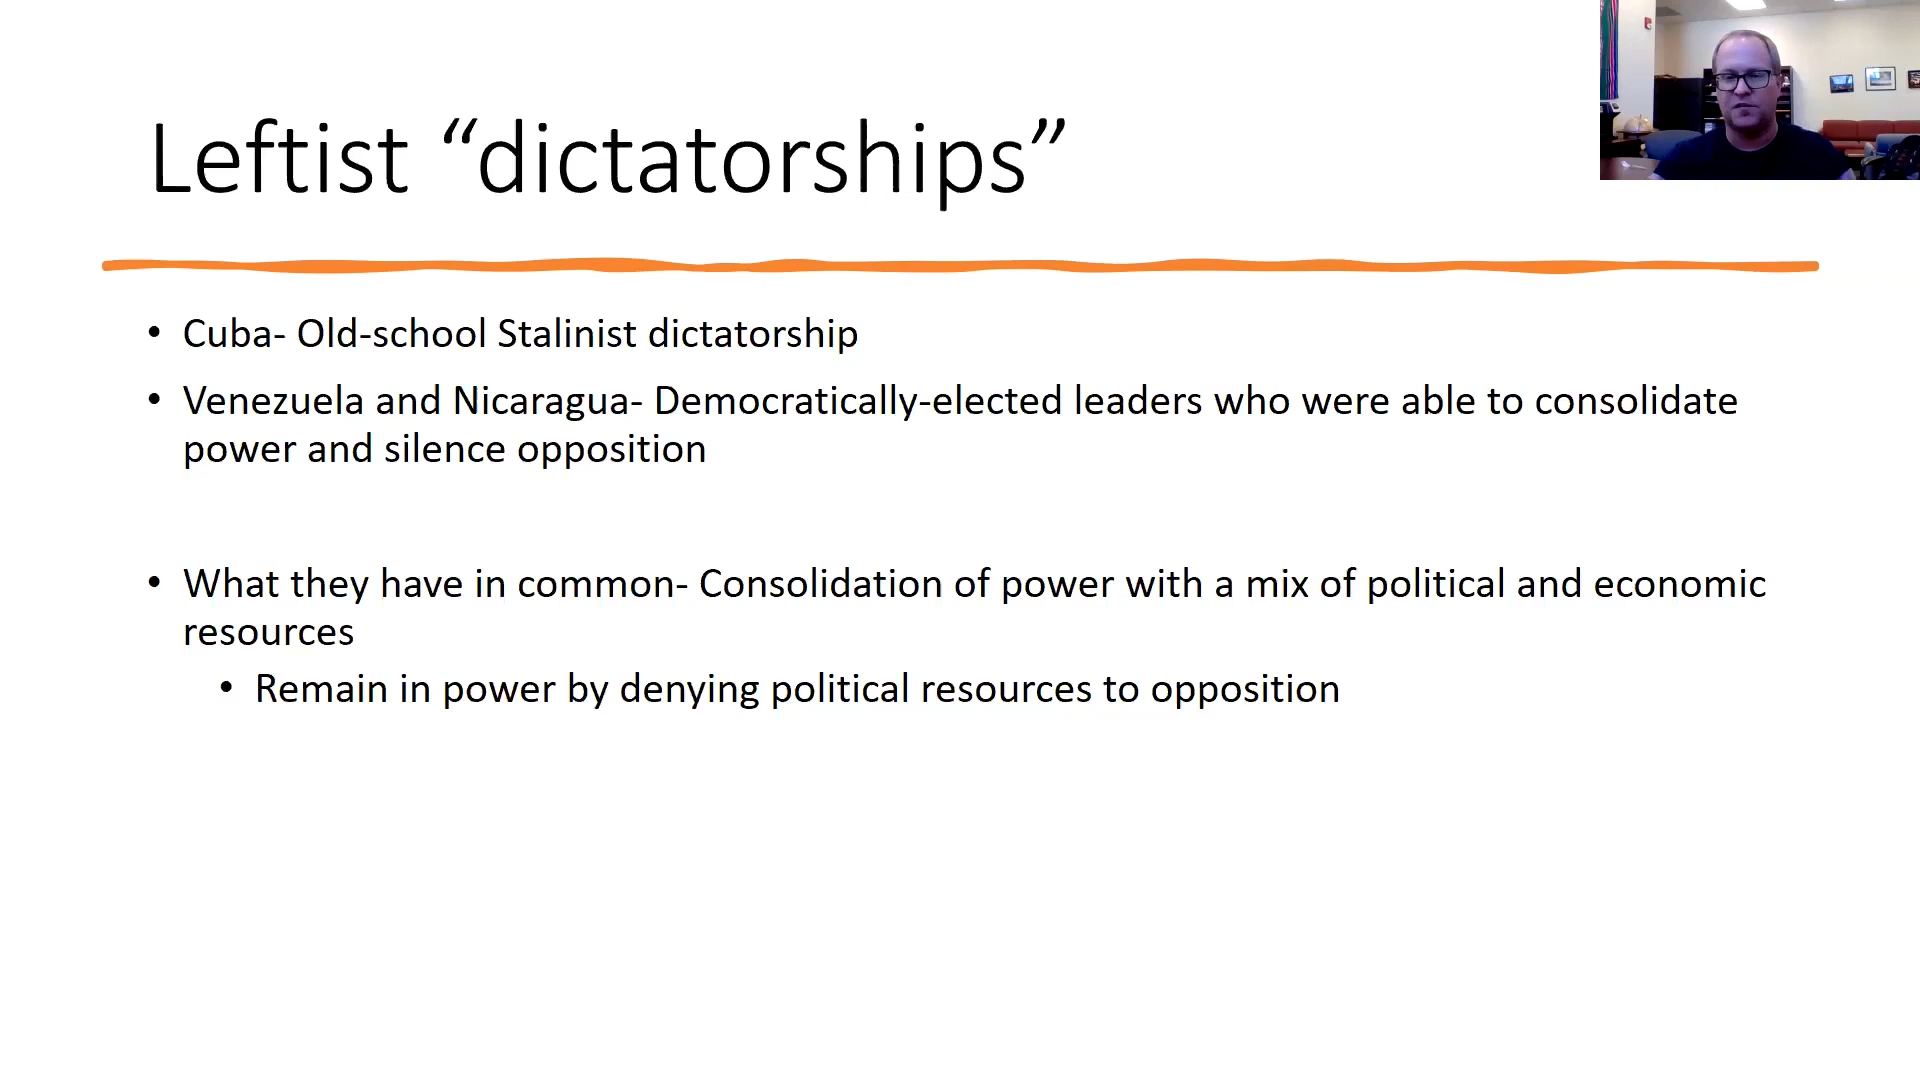 Leftist “dictatorships”
• Cuba- Old-school Stalinist dictatorship
• Venezuela and Nicaragua- Democratically-elected leaders who were able to consolidate
power and silence opposition
• What they have in common- Consolidation of power with a mix of political and economic
resources
• Remain in power by denying political resources to opposition